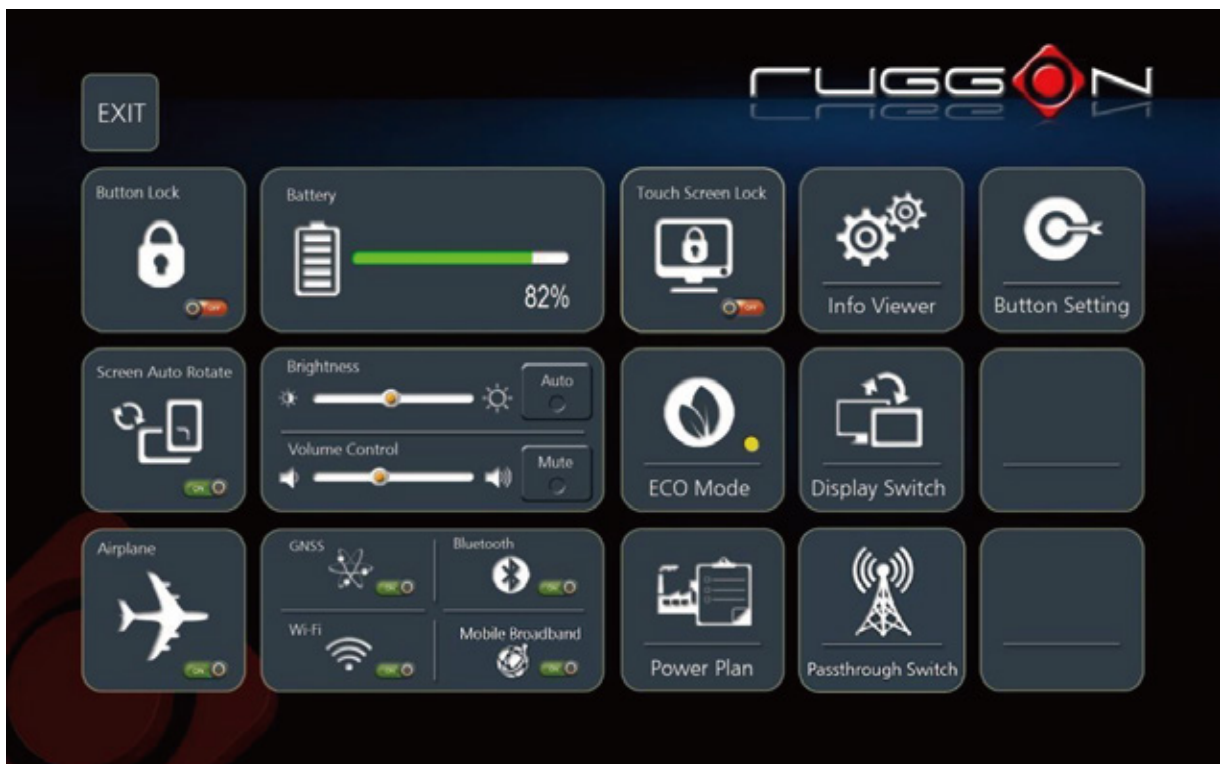 RUGGON
EXIT
Button Lock
OFF
Battery
82%
Touch Screen Lock
OFF
Info Viewer
Button Setting
Screen Auto Rotate
ON
Brightness
Auto
Volume Control
Mute
ECO Mode
Display Switch
Airplane
ON
GNSS
ON
Bluetooth
ON
Wi-Fi
ON
Mobile Broadband
ON
Power Plan
Passthrough Switch